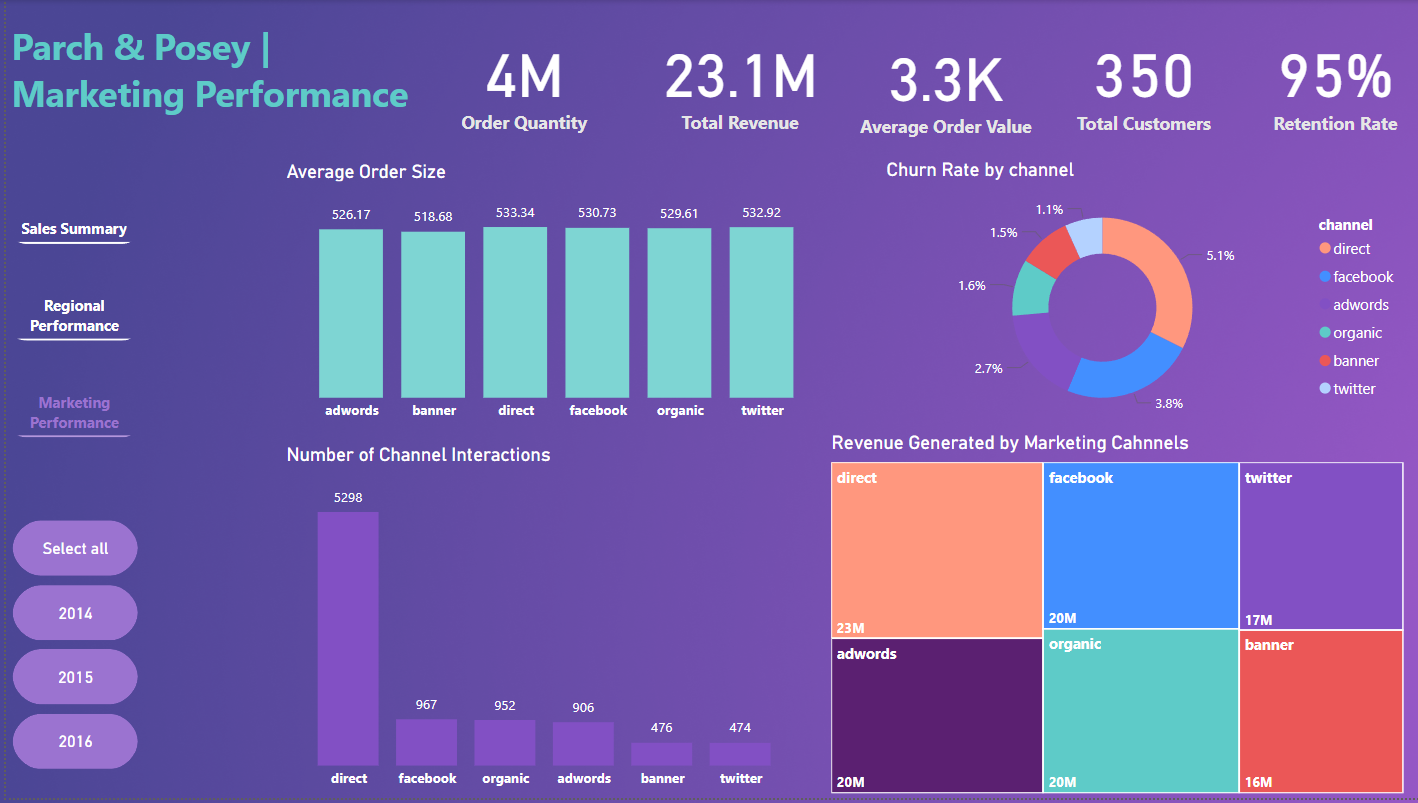 Parch & Posey |
Marketing Performance
4M
Order Quantity
23.1M
Total Revenue
3.3K
Average Order Value
350
Total Customers
95%
Retention Rate
Sales Summary
Regional
Performance
Marketing
Performance
Select all
2014
2015
2016
Average Order Size
526.17
518.68
533.34
530.73
529.61
532.92
adwords
banner
direct
facebook
organic
twitter
Churn Rate by channel
1.1%
1.5%
1.6%
2.7%
3.8%
5.1%
channel
direct
facebook
adwords
organic
banner
twitter
Number of Channel Interactions
5298
967
952
906
476
474
direct
facebook
organic
adwords
banner
twitter
Revenue Generated by Marketing Cahnnels
direct
23M
facebook
20M
twitter
17M
adwords
20M
organic
20M
banner
16M